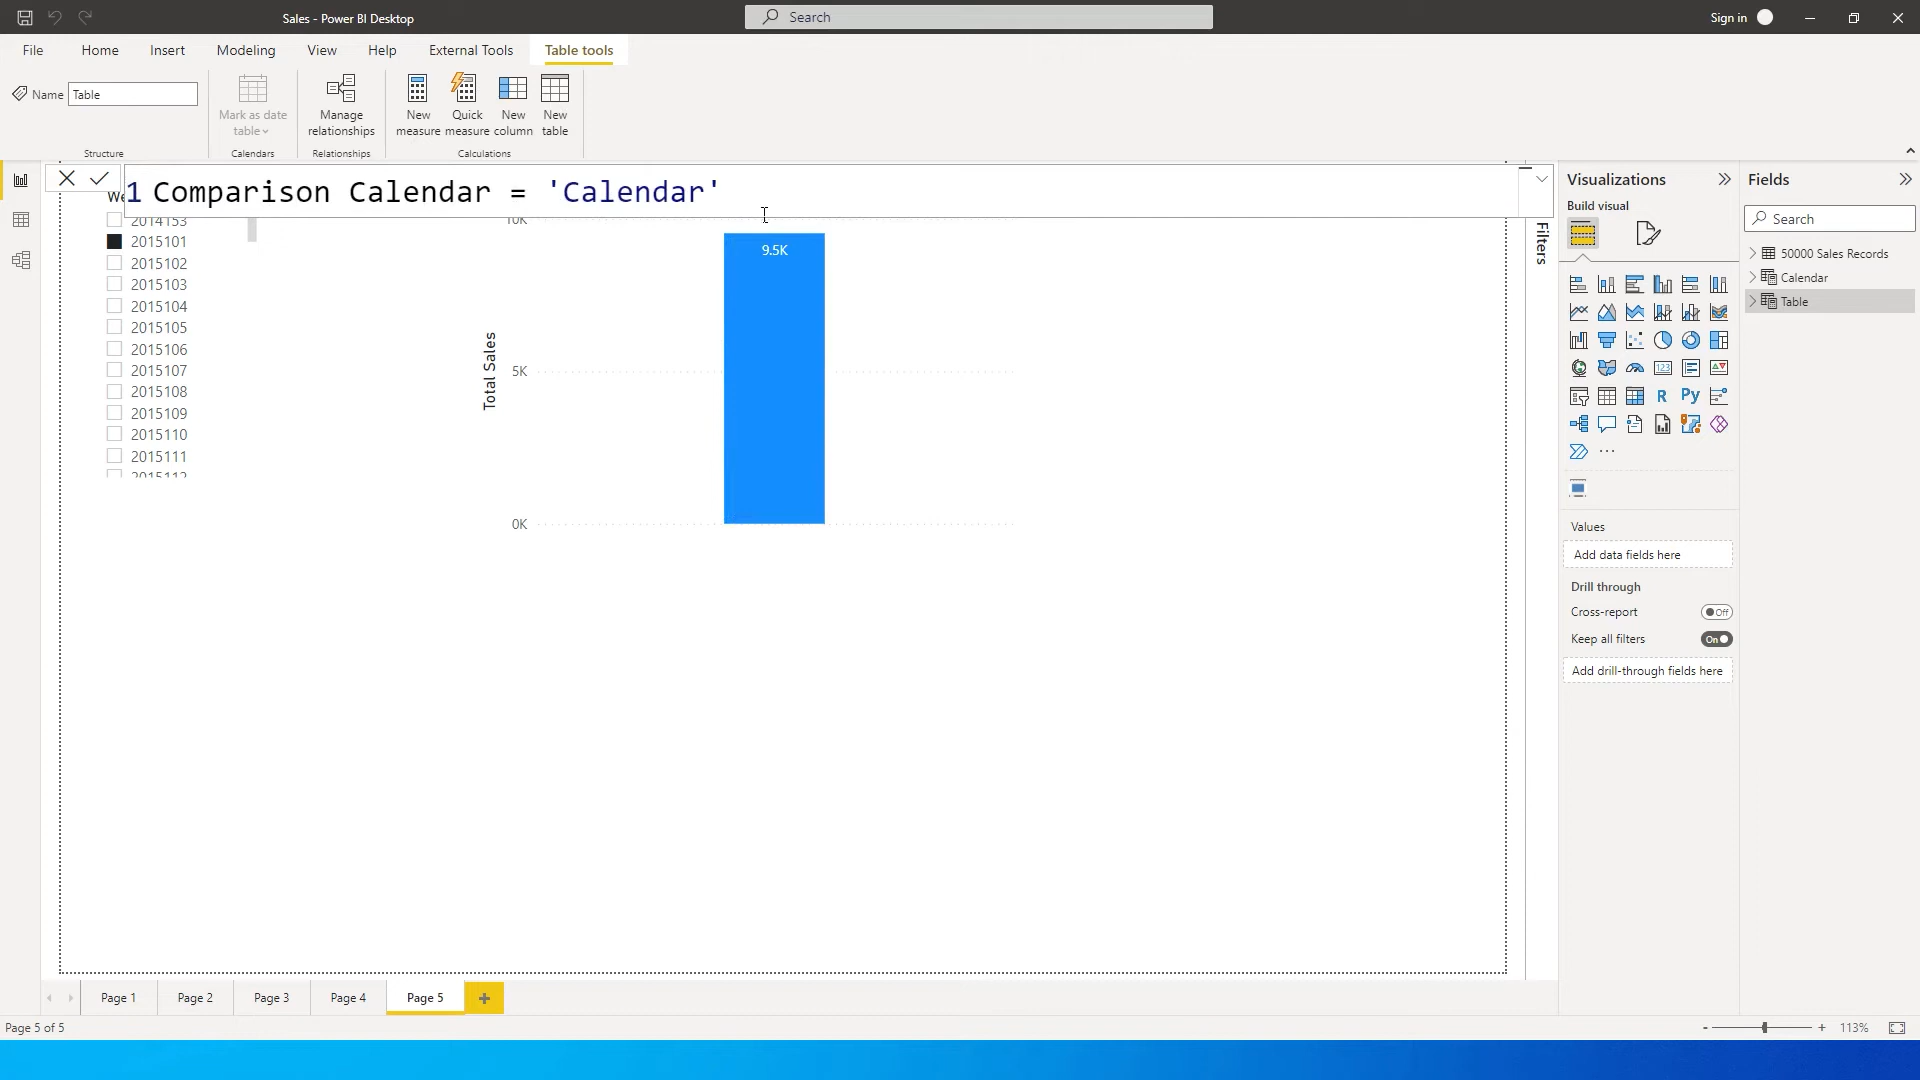 Sales - Power BI Desktop
Search
Sign in
File
Home
Insert
Modeling
View
Help
External Tools
Table tools
Name
Table
Mark as date
table
Manage
relationships
New
measure
Quick
measure
New
column
New
table
Structure
Calendars
Relationships
Calculations
1 Comparison Calendar = 'Calendar'
We
2014153
2015101
2015102
2015103
2015104
2015105
2015106
2015107
2015108
2015109
2015110
2015111
2015112
Total Sales
10K
5K
0K
9.5K
Filters
Visualizations
Build visual
123
R
Py
...
Values
Add data fields here
Drill through
Cross-report
Off
Keep all filters
On
Add drill-through fields here
Fields
Search
50000 Sales Records
Calendar
Table
Page 1
Page 2
Page 3
Page 4
Page 5
+
Page 5 of 5
-
+
113%